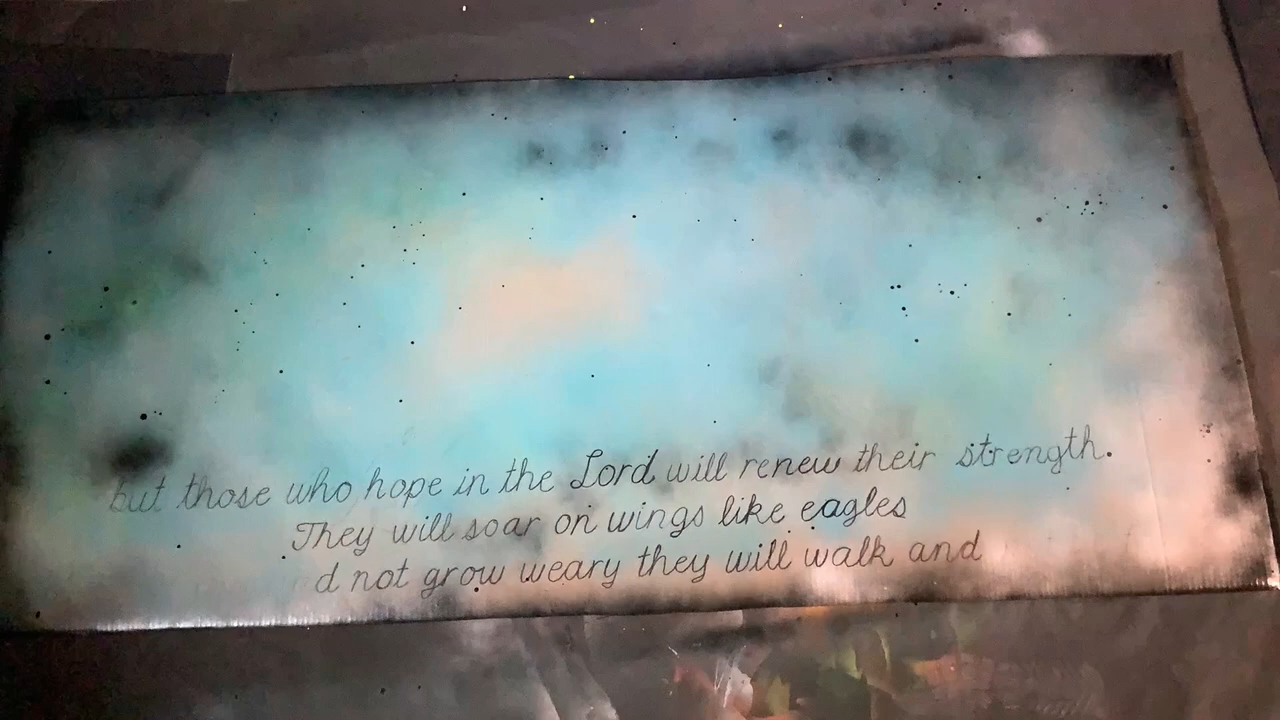 but those who hope in the Lord will renew their strength.
They will soar on wings like eagles
d not grow weary they will walk and